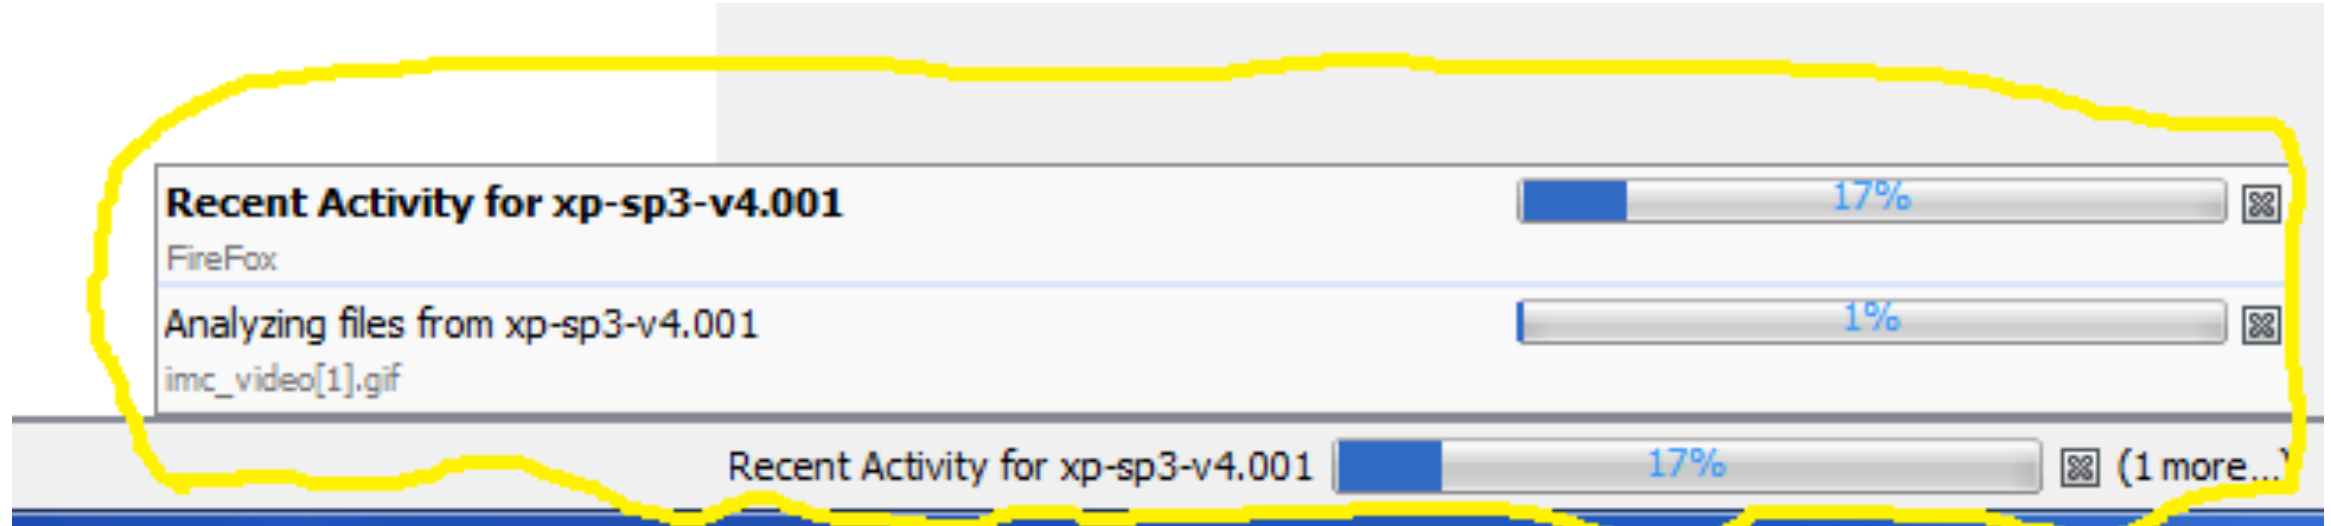 Recent Activity for xp-sp3-v4.001 17%
FireFox
Analyzing files from xp-sp3-v4.001 1%
imc_video[1].gif
Recent Activity for xp-sp3-v4.001 17% (1 more...)